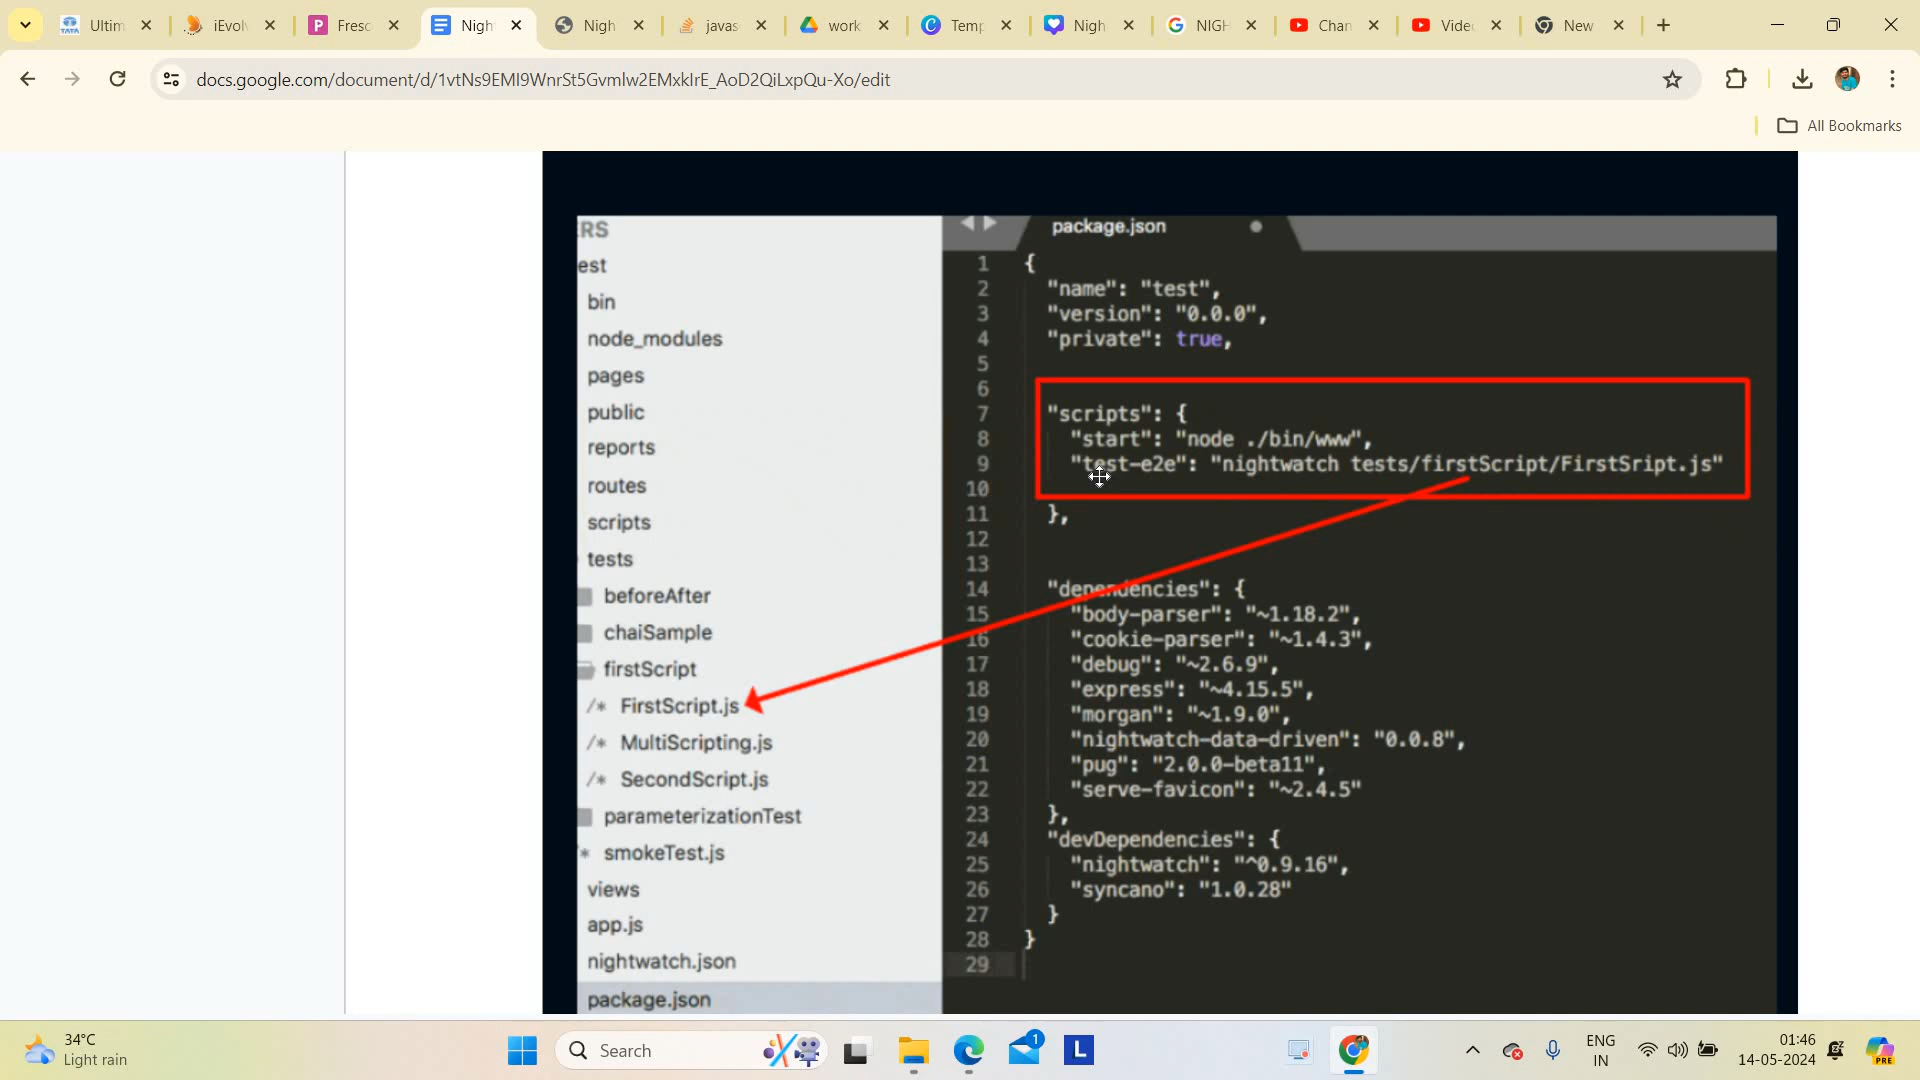 Ultim
iEvolv
Fresc
Nigh
Nigh
javas
work
Temp
Nigh
NIGH
Chan
Vide
New
docs.google.com/document/d/1vtNs9EMI9WnrSt5Gvmlw2EMxkIrE_AoD2QiLxpQu-Xo/edit
All Bookmarks
ERS
est
bin
node_modules
pages
public
reports
routes
scripts
tests
beforeAfter
chaiSample
firstScript
/* FirstScript.js
/* MultiScripting.js
/* SecondScript.js
parameterizationTest
* smokeTest.js
views
app.js
nightwatch.json
package.json
package.json
1 {
2 "name": "test",
3 "version": "0.0.0",
4 "private": true,
5
6
7 "scripts": {
8 "start": "node ./bin/www",
9 "test-e2e": "nightwatch tests/firstScript/FirstSript.js"
10
11 },
12
13
14 "dependencies": {
15 "body-parser": "~1.18.2",
16 "cookie-parser": "~1.4.3",
17 "debug": "~2.6.9",
18 "express": "~4.15.5",
19 "morgan": "~1.9.0",
20 "nightwatch-data-driven": "0.0.8",
21 "pug": "2.0.0-beta11",
22 "serve-favicon": "~2.4.5"
23 },
24 "devDependencies": {
25 "nightwatch": "^0.9.16",
26 "syncano": "1.0.28"
27 }
28 }
29
34°C
Light rain
Search
1
L
ENG
IN
01:46
14-05-2024
PRE